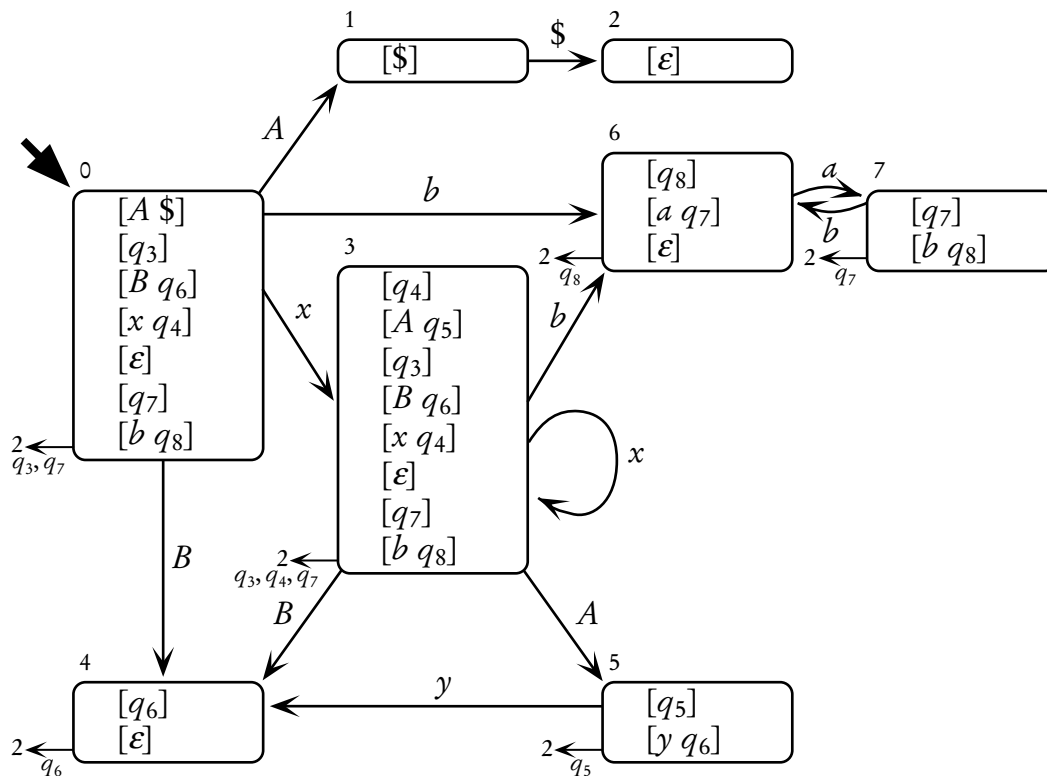 1
[$]
$
2
[ε]
A
0
[A $]
[q₃]
[B q₆]
[x q₄]
[ε]
[q₇]
[b q₈]
2
q₃, q₇
b
x
B
6
[q₈]
[a q₇]
[ε]
2
q₈
a
b
7
[q₇]
[b q₈]
2
q₇
3
[q₄]
[A q₅]
[q₃]
[B q₆]
[x q₄]
[ε]
[q₇]
[b q₈]
2
q₃, q₄, q₇
b
x
B
A
4
[q₆]
[ε]
2
q₆
y
5
[q₅]
[y q₆]
2
q₅